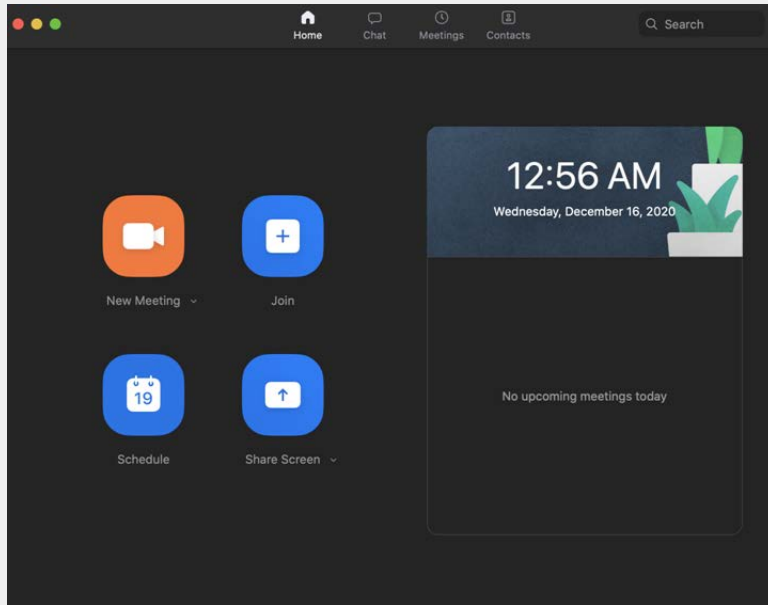 Home
Chat
Meetings
Contacts
Search
12:56 AM
Wednesday, December 16, 2020
New Meeting
Join
19
Schedule
Share Screen
No upcoming meetings today